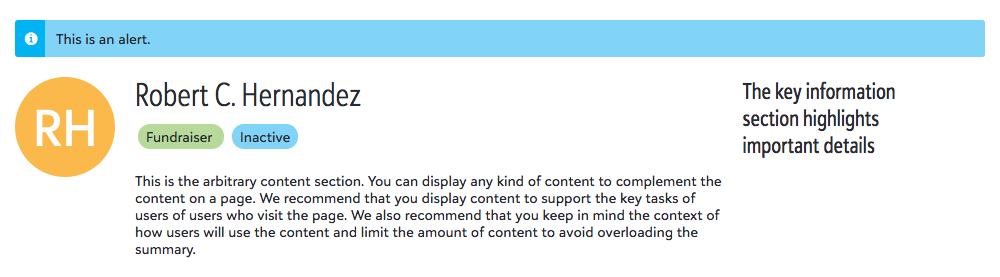 This is an alert.
RH
Robert C. Hernandez
Fundraiser Inactive
This is the arbitrary content section. You can display any kind of content to complement the
content on a page. We recommend that you display content to support the key tasks of
users of users who visit the page. We also recommend that you keep in mind the context of
how users will use the content and limit the amount of content to avoid overloading the
summary.
The key information
section highlights
important details